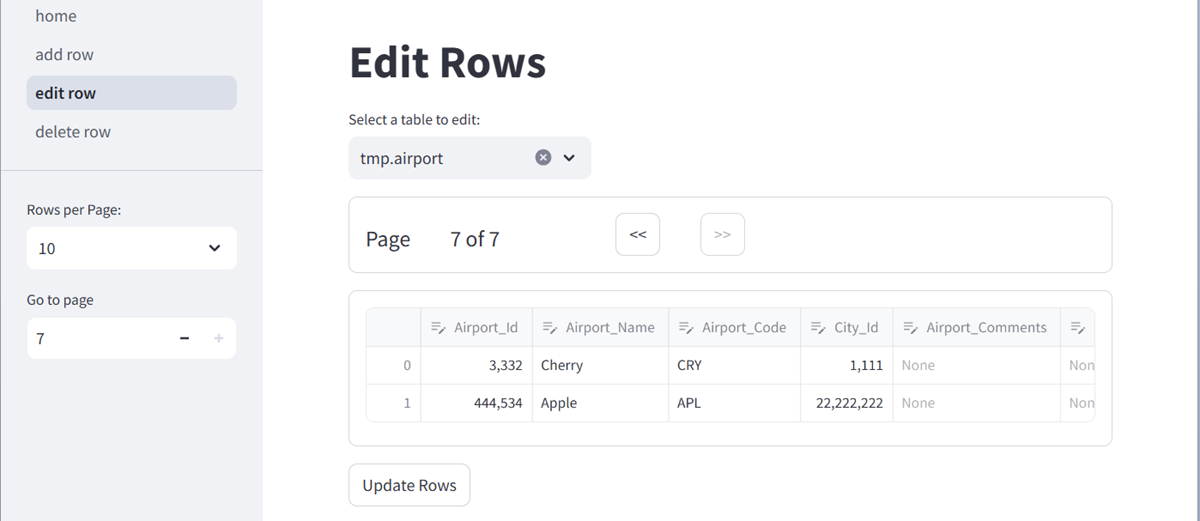 home
add row
edit row
delete row
Rows per Page:
10
Go to page
7 − +
Edit Rows
Select a table to edit:
tmp.airport
Page 7 of 7 << >>
Airport_Id Airport_Name Airport_Code City_Id Airport_Comments
0 3,332 Cherry CRY 1,111 None Non
1 444,534 Apple APL 22,222,222 None Non
Update Rows